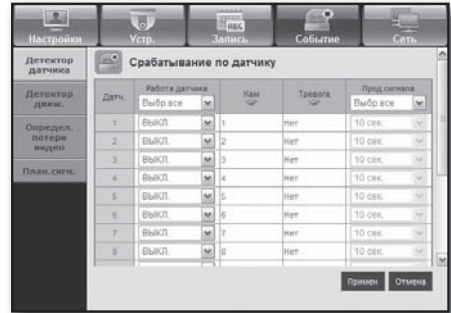 Настройки Устр. Запись Событие Сеть
REC
Детектор датчика
Детектор движ.
Определ. потери видео
План.сигн.
Срабатывание по датчику
Датч. Работа датчика Кам Тревога Прод.сигнала
Выбр.все Выбр.все
1 ВЫКЛ. 1 Нет 10 сек.
2 ВЫКЛ. 2 Нет 10 сек.
3 ВЫКЛ. 3 Нет 10 сек.
4 ВЫКЛ. 4 Нет 10 сек.
5 ВЫКЛ. 5 Нет 10 сек.
6 ВЫКЛ. 6 Нет 10 сек.
7 ВЫКЛ. 7 Нет 10 сек.
8 ВЫКЛ. 8 Нет 10 сек.
Примен Отмена